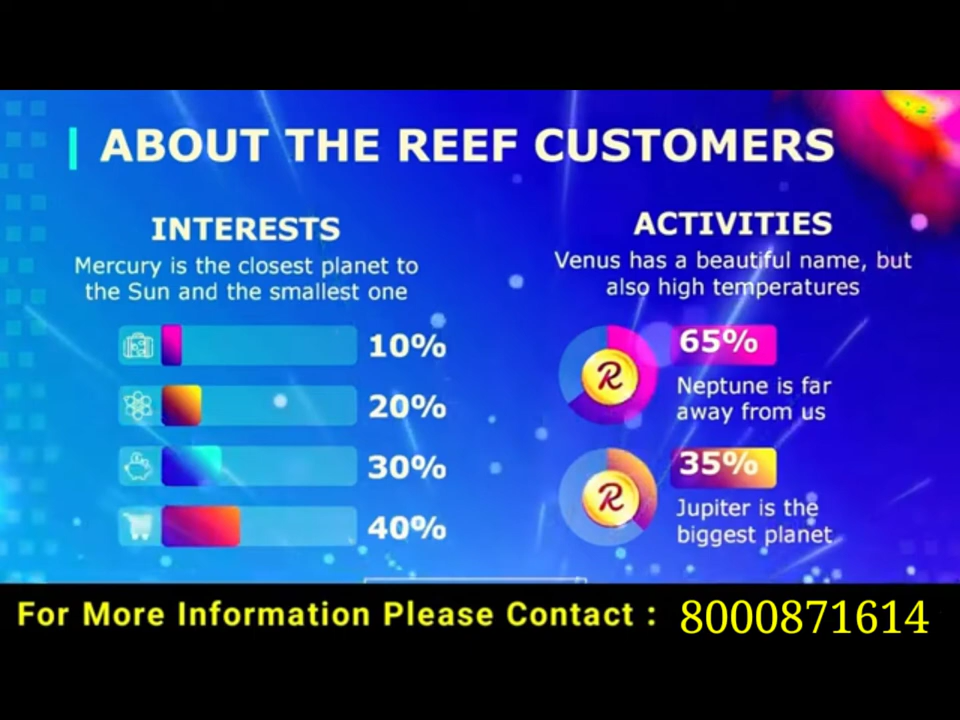 ABOUT THE REEF CUSTOMERS
INTERESTS
Mercury is the closest planet to
the Sun and the smallest one
10%
20%
30%
40%
ACTIVITIES
Venus has a beautiful name, but
also high temperatures
R
65%
Neptune is far
away from us
R
35%
Jupiter is the
biggest planet
For More Information Please Contact : 8000871614